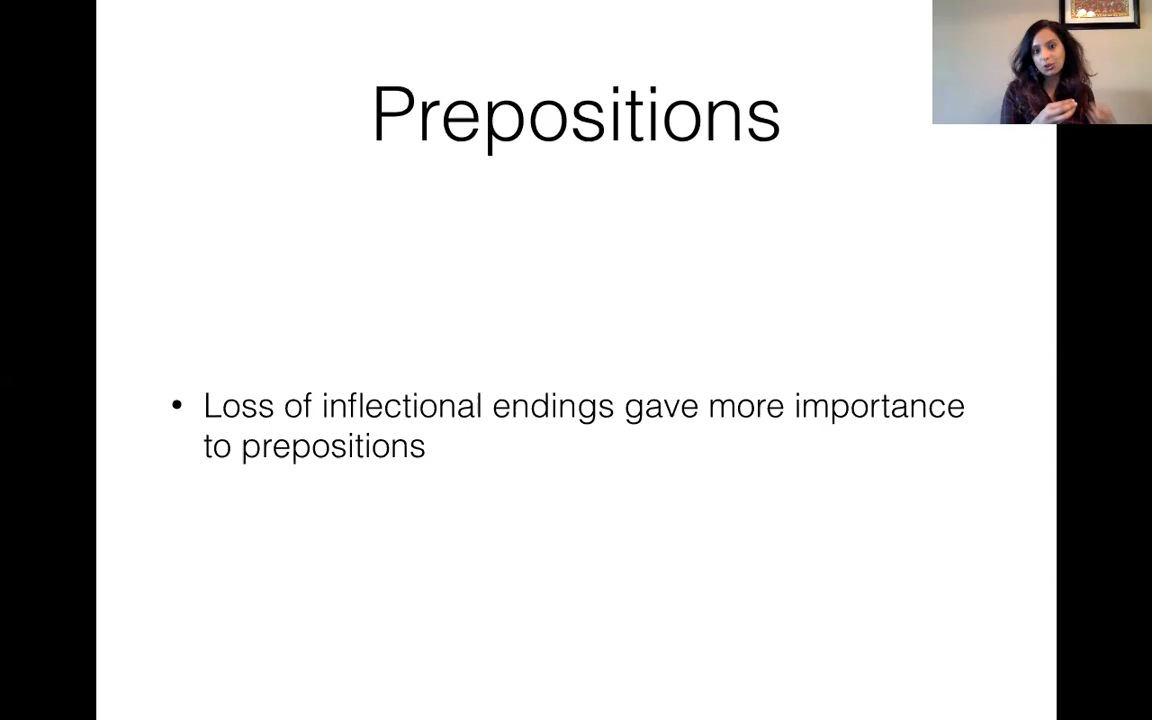 Prepositions
• Loss of inflectional endings gave more importance
to prepositions